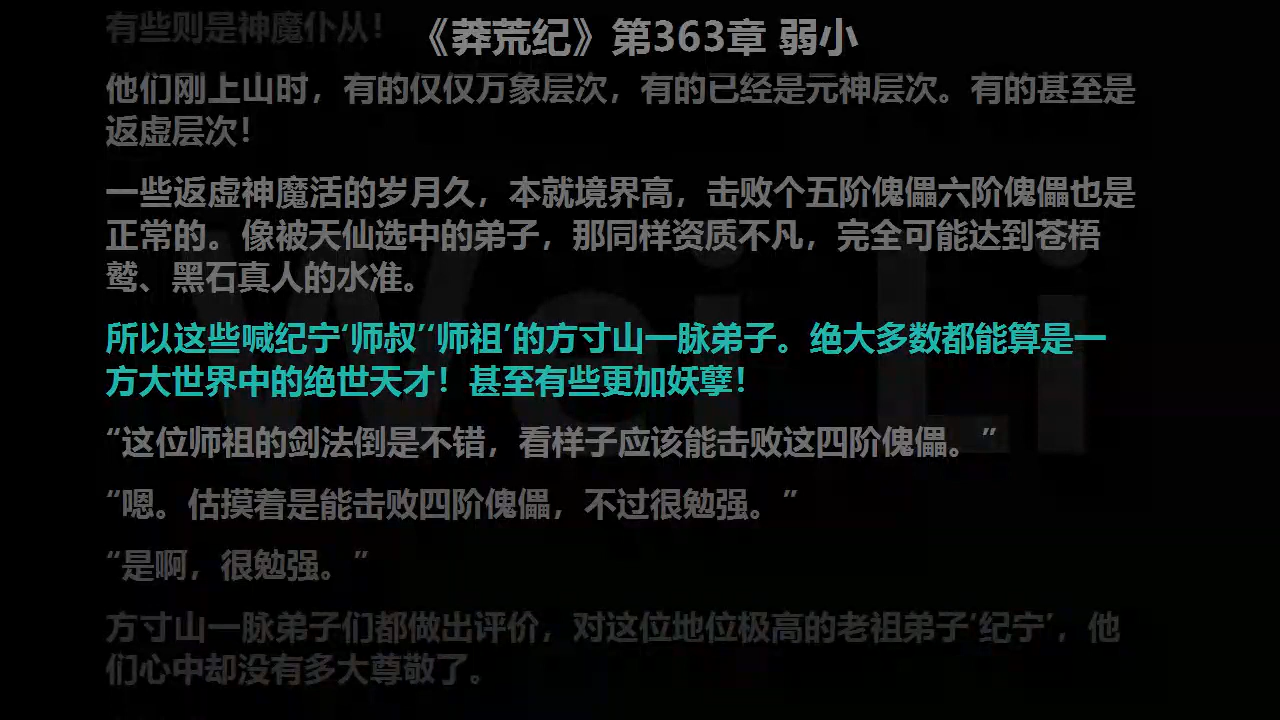 有些则是神魔仆从！
《莽荒纪》第363章 弱小
他们刚上山时，有的仅仅万象层次，有的已经是元神层次。有的甚至是
返虚层次！
一些返虚神魔活的岁月久，本就境界高，击败个五阶傀儡六阶傀儡也是
正常的。像被天仙选中的弟子，那同样资质不凡，完全可能达到苍梧
鹫、黑石真人的水准。
所以这些喊纪宁‘师叔’‘师祖’的方寸山一脉弟子。绝大多数都能算是一
方大世界中的绝世天才！甚至有些更加妖孽！
“这位师祖的剑法倒是不错，看样子应该能击败这四阶傀儡。”
“嗯。估摸着是能击败四阶傀儡，不过很勉强。”
“是啊，很勉强。”
方寸山一脉弟子们都做出评价，对这位地位极高的老祖弟子‘纪宁’，他
们心中却没有多大尊敬了。
Wei Li